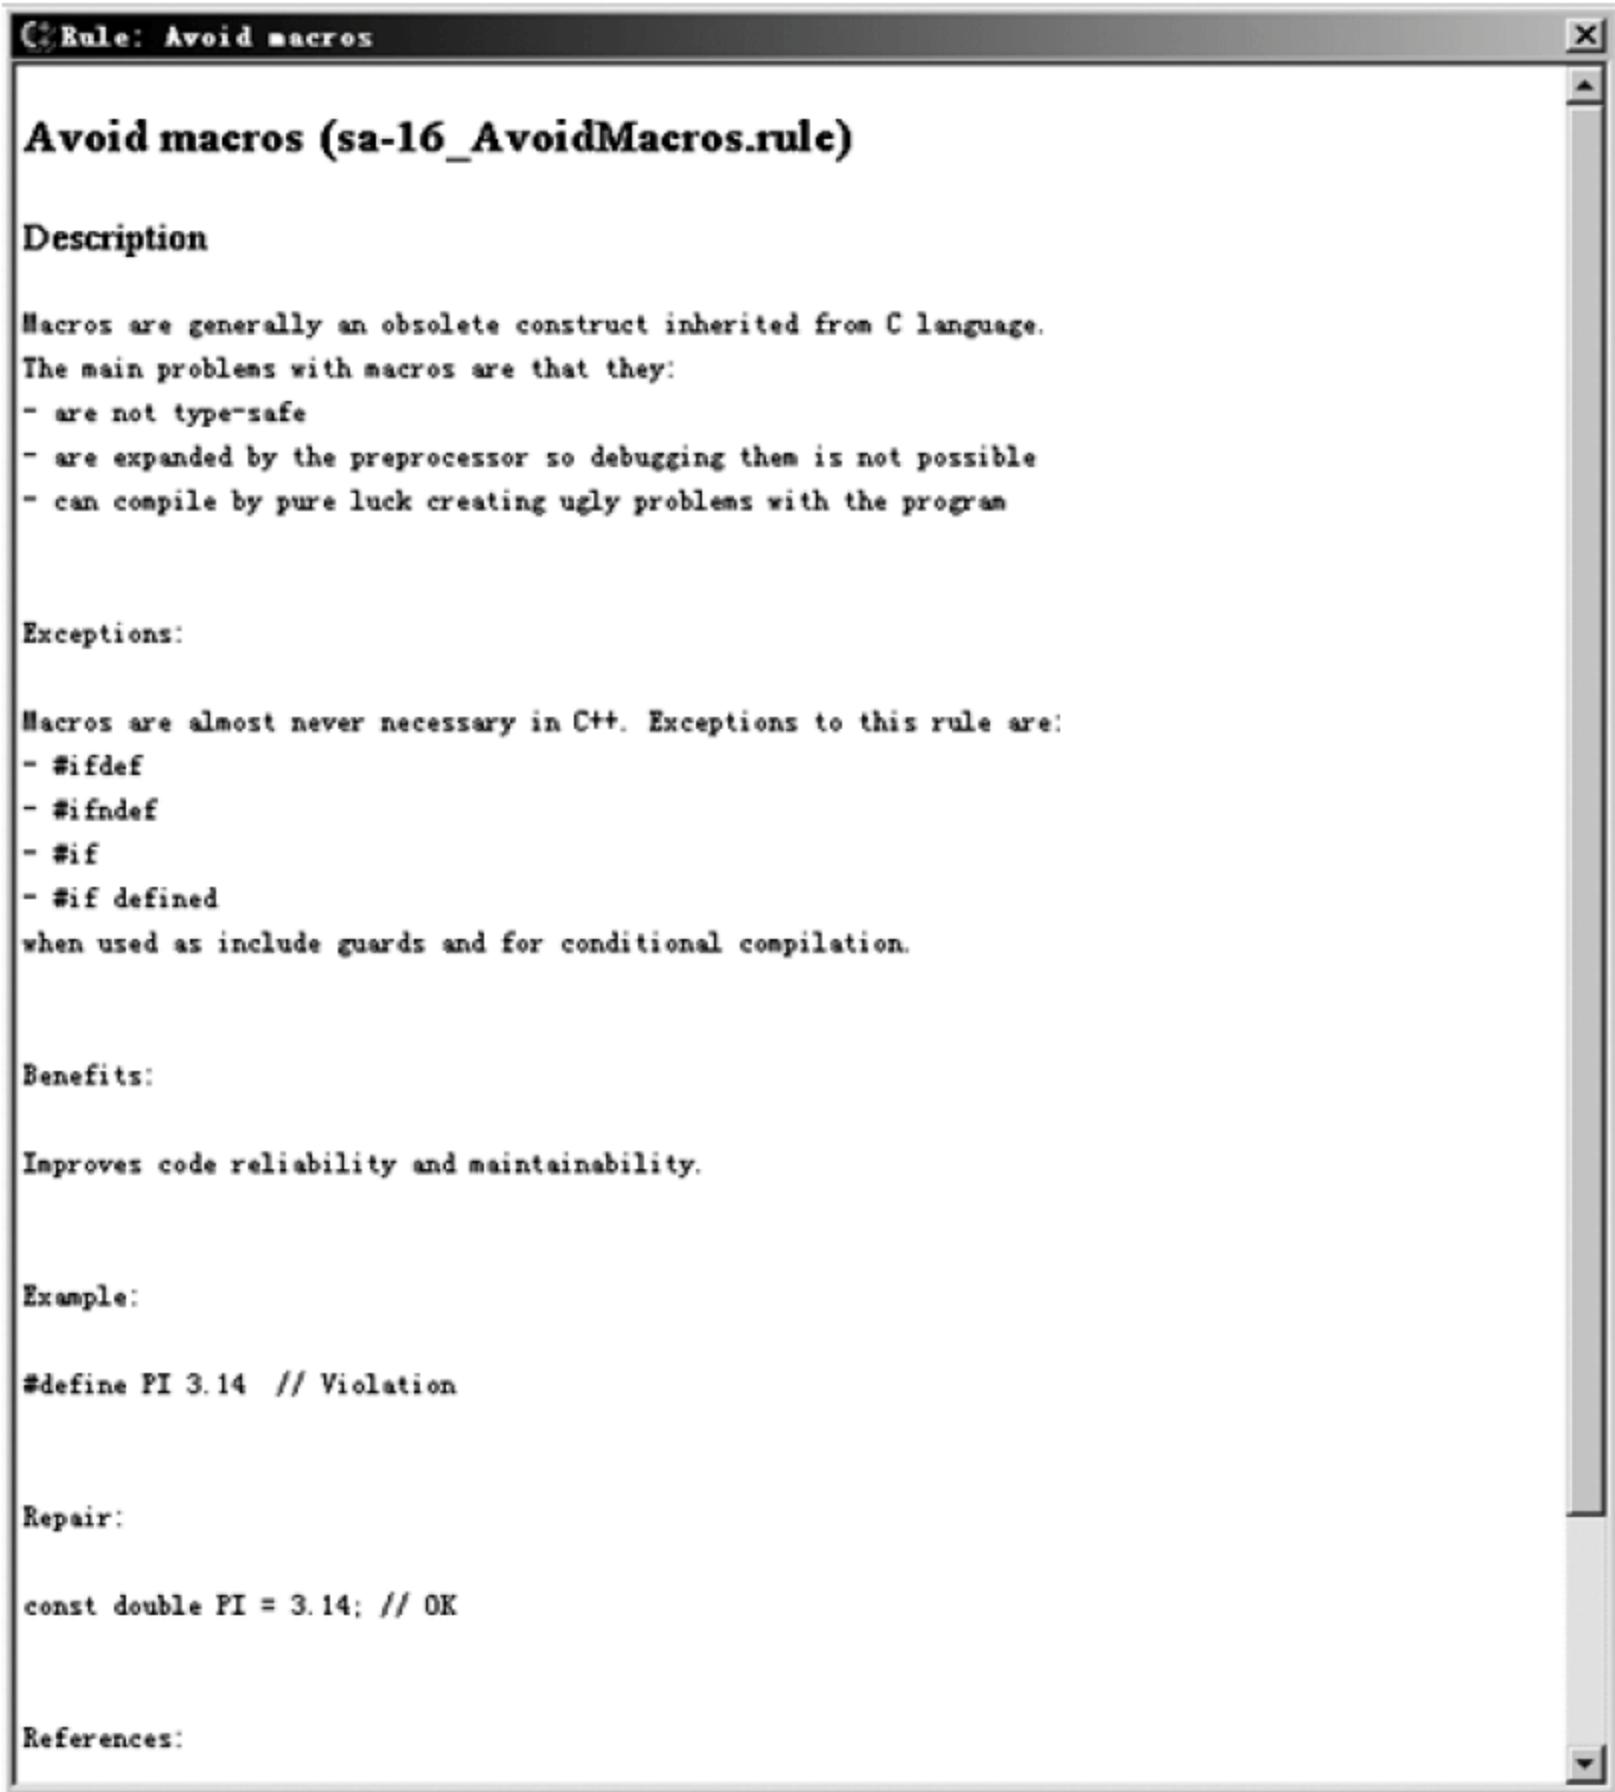 Rule: Avoid macros
Avoid macros (sa-16_AvoidMacros.rule)
Description
Macros are generally an obsolete construct inherited from C language.
The main problems with macros are that they:
- are not type-safe
- are expanded by the preprocessor so debugging them is not possible
- can compile by pure luck creating ugly problems with the program
Exceptions:
Macros are almost never necessary in C++. Exceptions to this rule are:
- #ifdef
- #ifndef
- #if
- #if defined
when used as include guards and for conditional compilation.
Benefits:
Improves code reliability and maintainability.
Example:
#define PI 3.14  // Violation
Repair:
const double PI = 3.14; // OK
References: